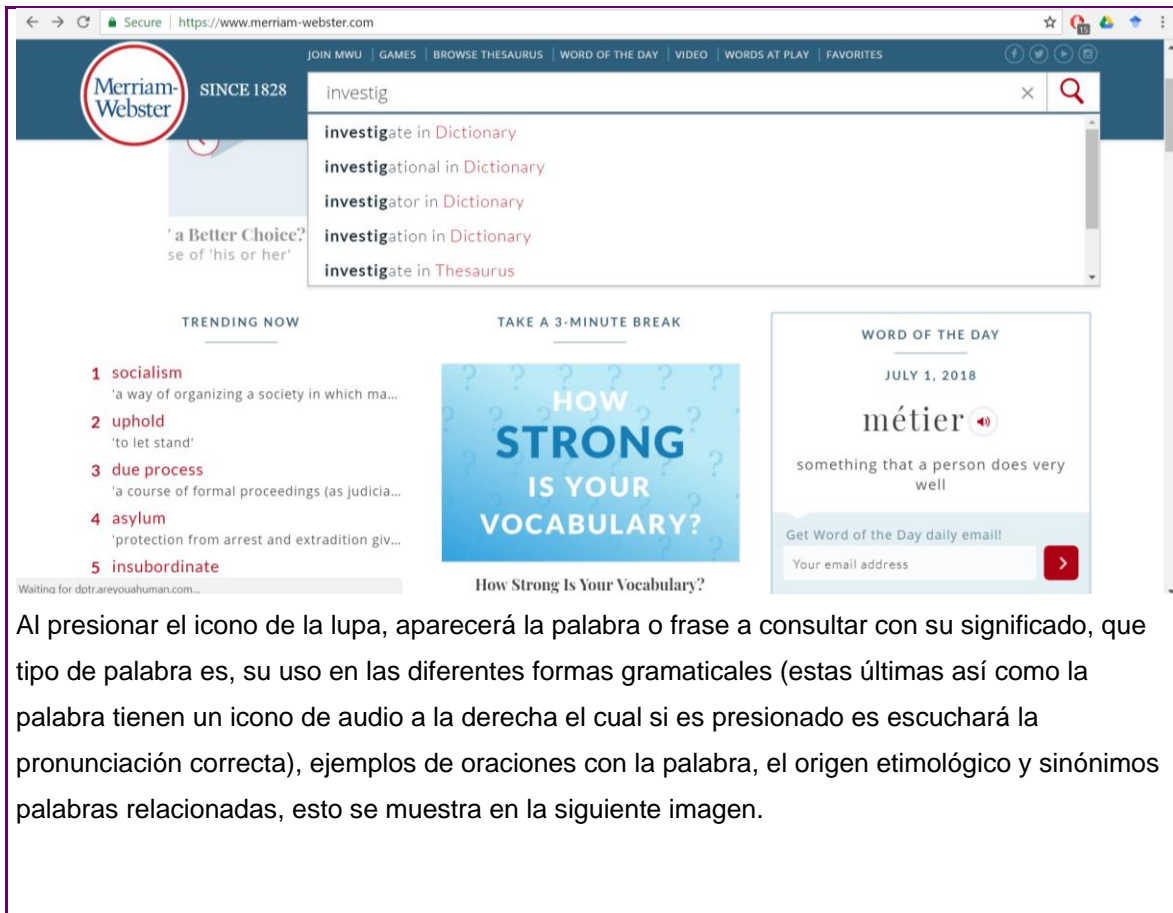 Secure | https://www.merriam-webster.com
15
JOIN MWU | GAMES | BROWSE THESAURUS | WORD OF THE DAY | VIDEO | WORDS AT PLAY | FAVORITES
Merriam-
Webster
SINCE 1828
investig
investigate in Dictionary
investigational in Dictionary
investigator in Dictionary
investigation in Dictionary
investigate in Thesaurus
' a Better Choice?
se of 'his or her'
TRENDING NOW
1 socialism
'a way of organizing a society in which ma...
2 uphold
'to let stand'
3 due process
'a course of formal proceedings (as judicia...
4 asylum
'protection from arrest and extradition giv...
5 insubordinate
TAKE A 3-MINUTE BREAK
HOW
STRONG
IS YOUR
VOCABULARY?
How Strong Is Your Vocabulary?
WORD OF THE DAY
JULY 1, 2018
métier
something that a person does very
well
Get Word of the Day daily email!
Your email address
Waiting for dptr.areyouahuman.com...
Al presionar el icono de la lupa, aparecerá la palabra o frase a consultar con su significado, que
tipo de palabra es, su uso en las diferentes formas gramaticales (estas últimas así como la
palabra tienen un icono de audio a la derecha el cual si es presionado es escuchará la
pronunciación correcta), ejemplos de oraciones con la palabra, el origen etimológico y sinónimos
palabras relacionadas, esto se muestra en la siguiente imagen.